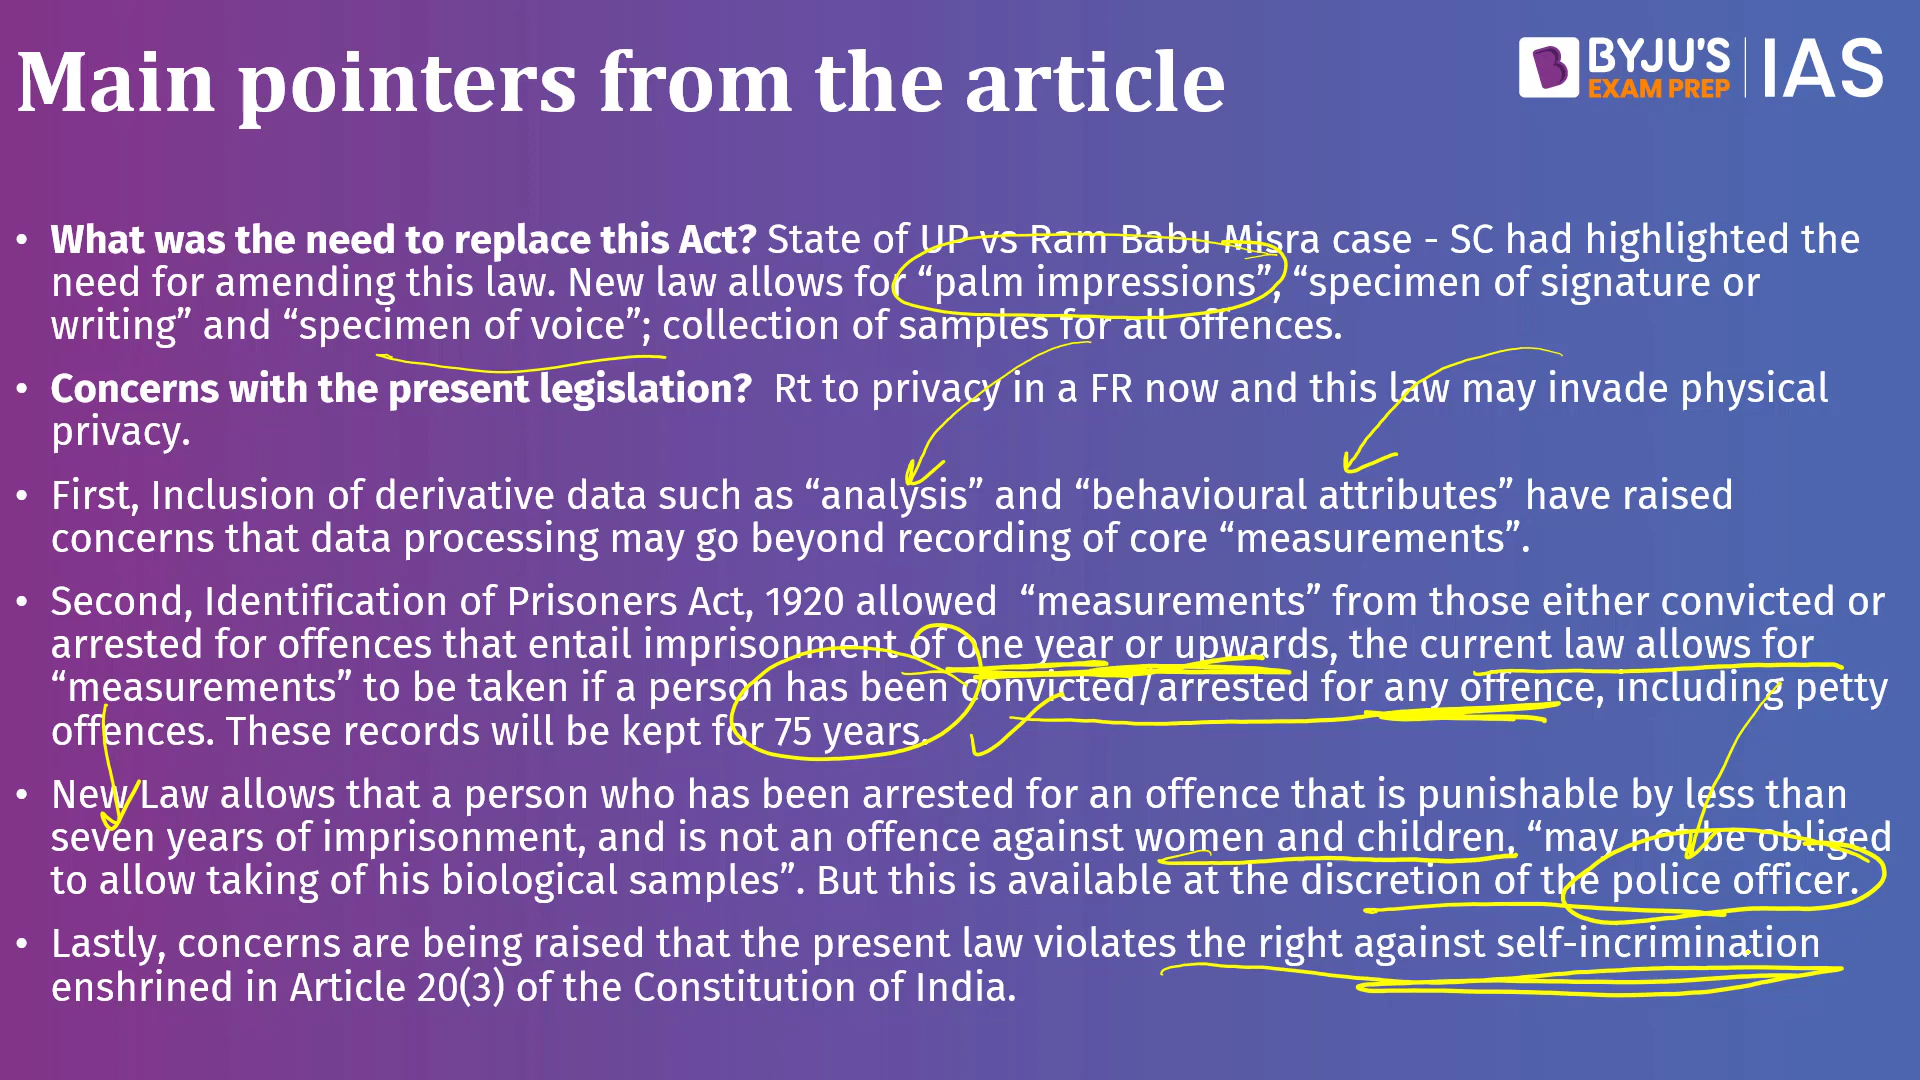 Main pointers from the article
BYJU'S
EXAM PREP
IAS
• What was the need to replace this Act? State of UP vs Ram Babu Misra case - SC had highlighted the
need for amending this law. New law allows for “palm impressions”, “specimen of signature or
writing” and “specimen of voice”; collection of samples for all offences.
• Concerns with the present legislation? Rt to privacy in a FR now and this law may invade physical
privacy.
• First, Inclusion of derivative data such as “analysis” and “behavioural attributes” have raised
concerns that data processing may go beyond recording of core “measurements”.
• Second, Identification of Prisoners Act, 1920 allowed “measurements” from those either convicted or
arrested for offences that entail imprisonment of one year or upwards, the current law allows for
“measurements” to be taken if a person has been convicted/arrested for any offence, including petty
offences. These records will be kept for 75 years.
• New Law allows that a person who has been arrested for an offence that is punishable by less than
seven years of imprisonment, and is not an offence against women and children, “may not be obliged
to allow taking of his biological samples”. But this is available at the discretion of the police officer.
• Lastly, concerns are being raised that the present law violates the right against self-incrimination
enshrined in Article 20(3) of the Constitution of India.